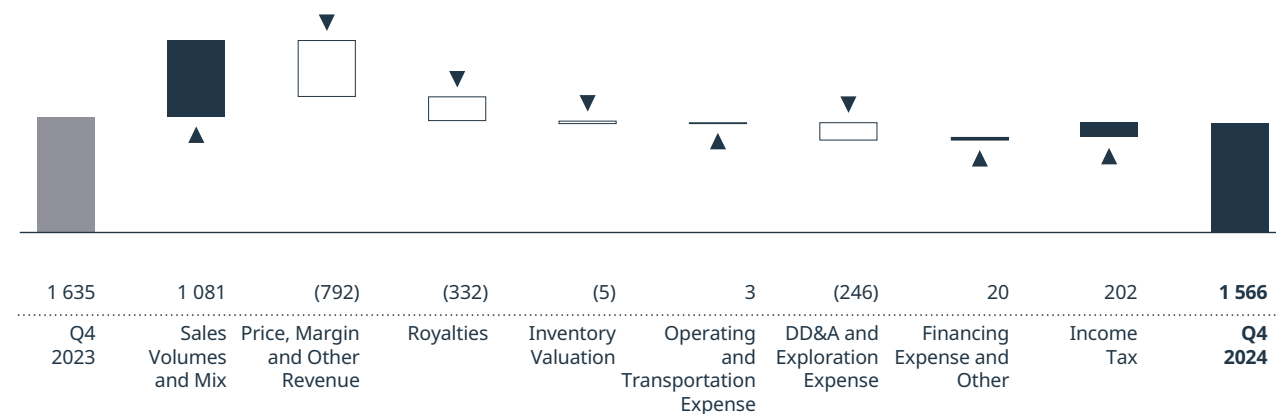 1 635 1 081 (792) (332) (5) 3 (246) 20 202 1 566
Q4
2023
Sales
Volumes
and Mix
Price, Margin
and Other
Revenue
Royalties
Inventory
Valuation
Operating
and
Transportation
Expense
DD&A and
Exploration
Expense
Financing
Expense and
Other
Income
Tax
Q4
2024